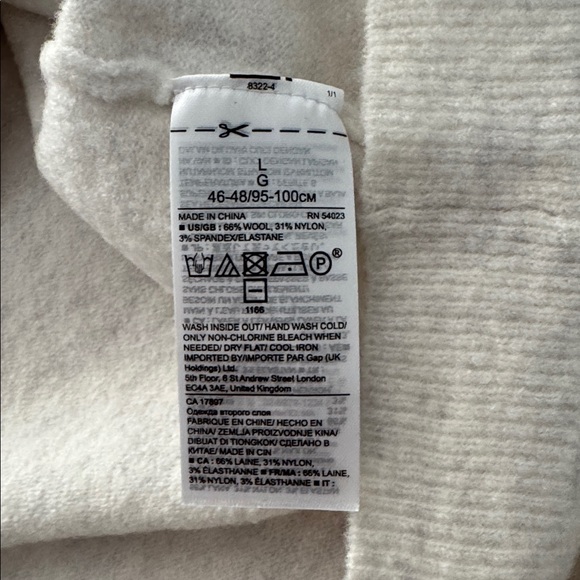 8322-4
1/1
L
G
46-48/95-100CM
MADE IN CHINA RN 54023
■ US/GB : 66% WOOL, 31% NYLON,
3% SPANDEX/ELASTANE
P®
1166
WASH INSIDE OUT/ HAND WASH COLD/
ONLY NON-CHLORINE BLEACH WHEN
NEEDED/ DRY FLAT/ COOL IRON
IMPORTED BY/IMPORTE PAR Gap (UK
Holdings) Ltd.
5th Floor, 6 St Andrew Street London
EC4A 3AE, United Kingdom
CA 17897
Одежда второго слоя
FABRIQUE EN CHINE/ HECHO EN
CHINA/ ZEMLJA PROIZVODNJE KINA/
DIBUAT DI TIONGKOK/ СДЕЛАНО В
КИТАЕ/ MADE IN CIN
■ CA : 66% LAINE, 31% NYLON,
3% ÉLASTHANNE ■ FR/MA : 66% LAINE,
31% NYLON, 3% ÉLASTHANNE ■ IT :